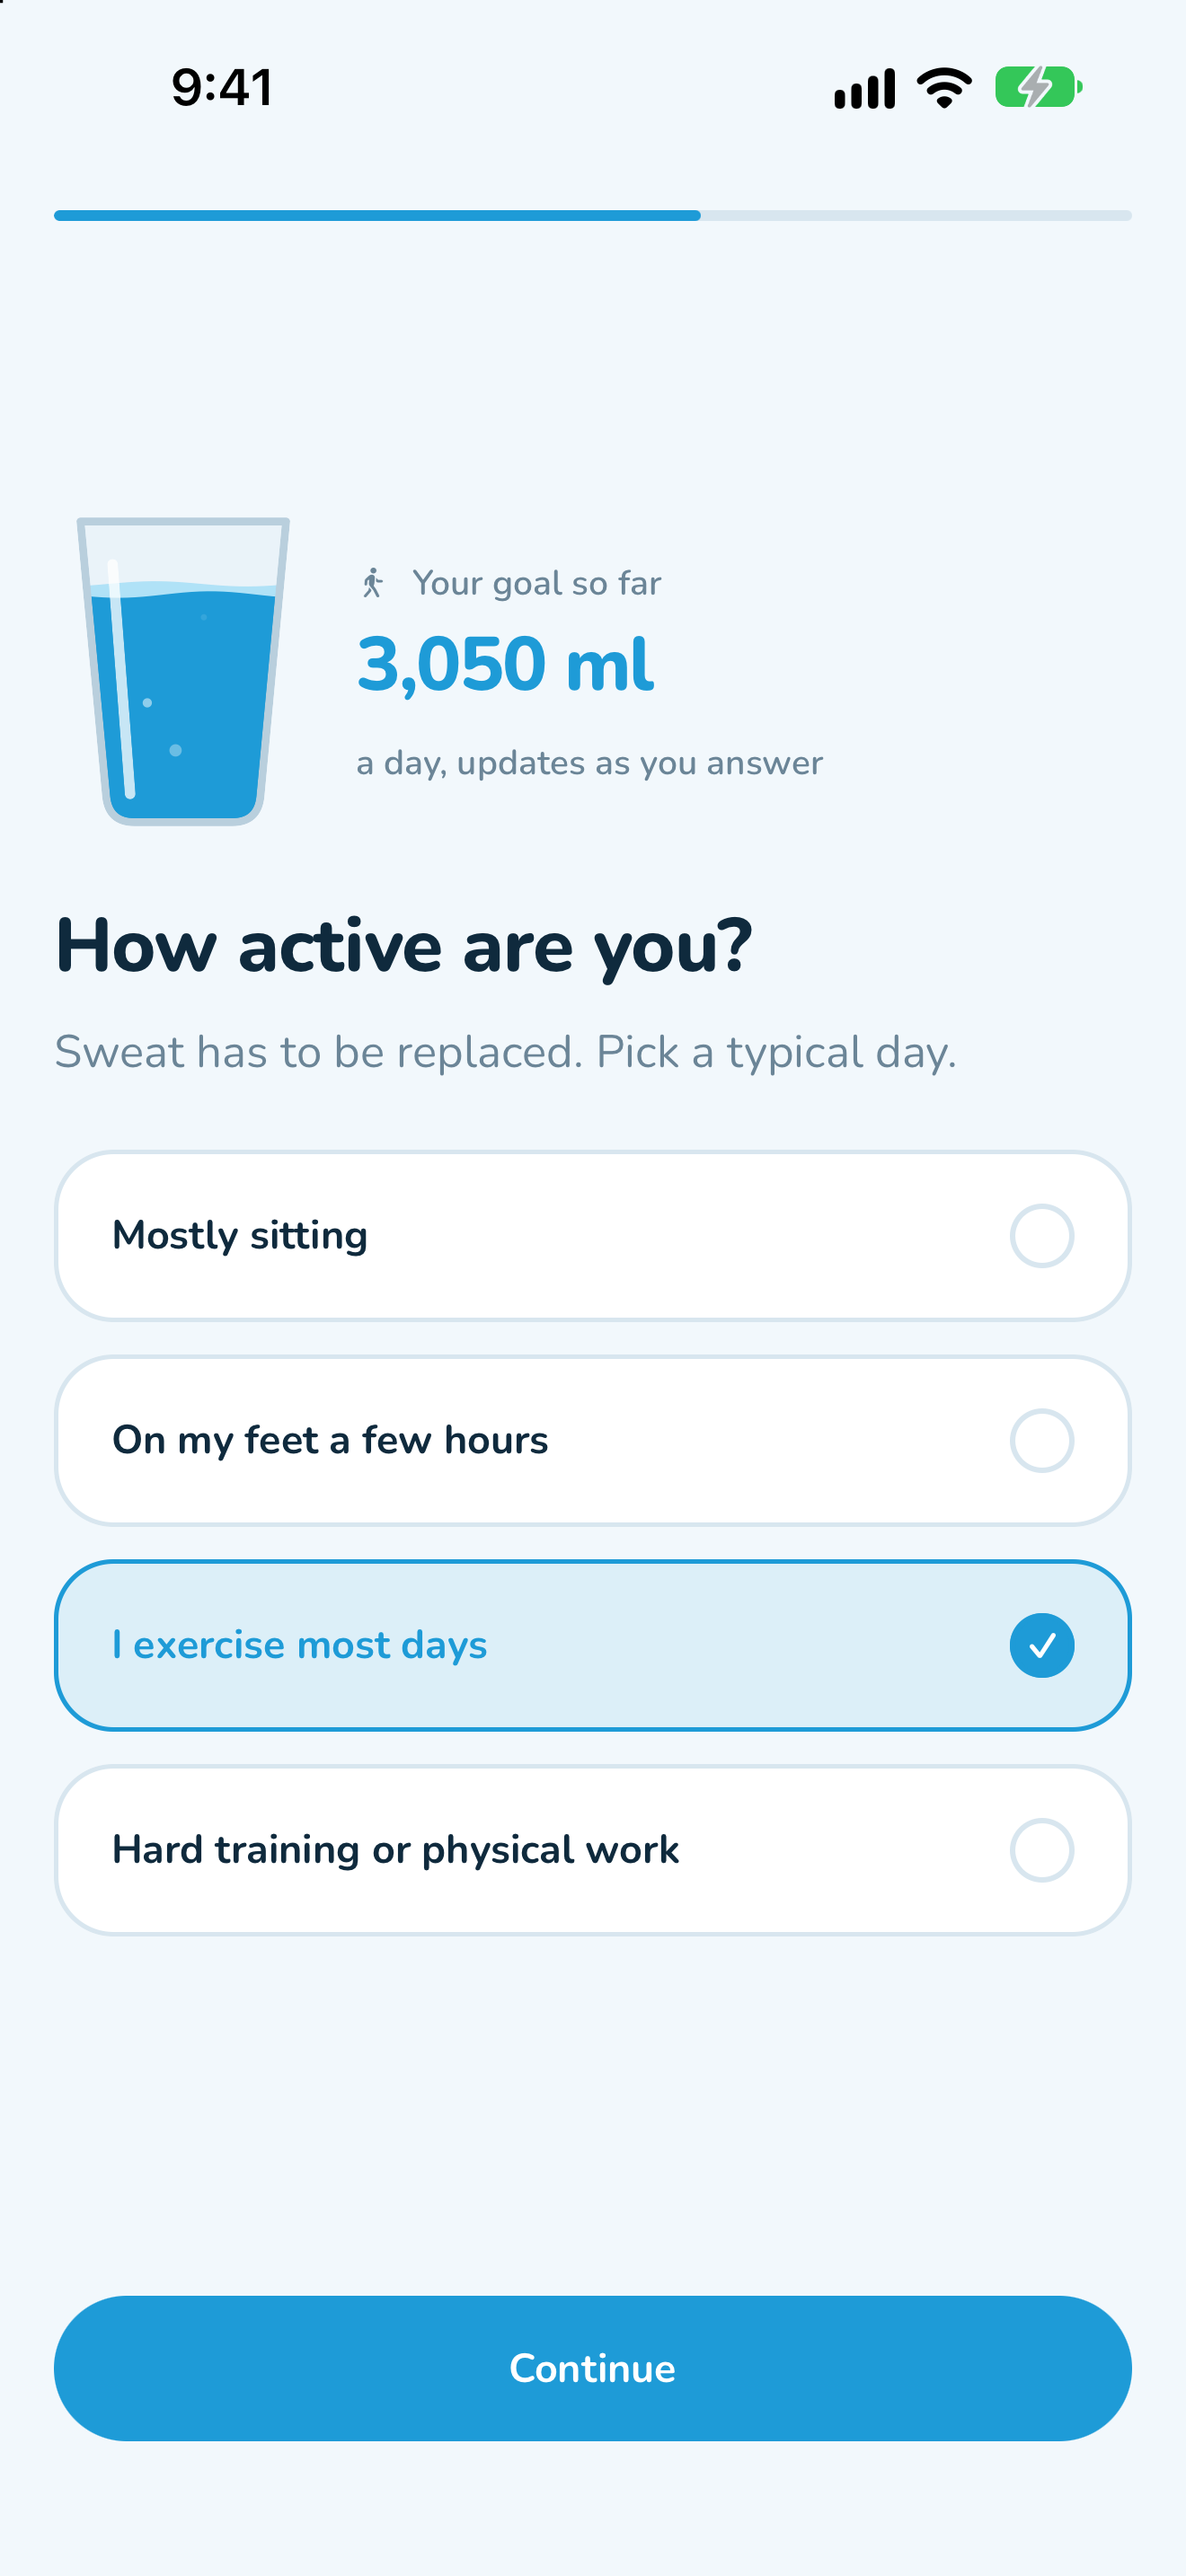 9:41
Your goal so far
3,050 ml
a day, updates as you answer
How active are you?
Sweat has to be replaced. Pick a typical day.
Mostly sitting
On my feet a few hours
I exercise most days
Hard training or physical work
Continue